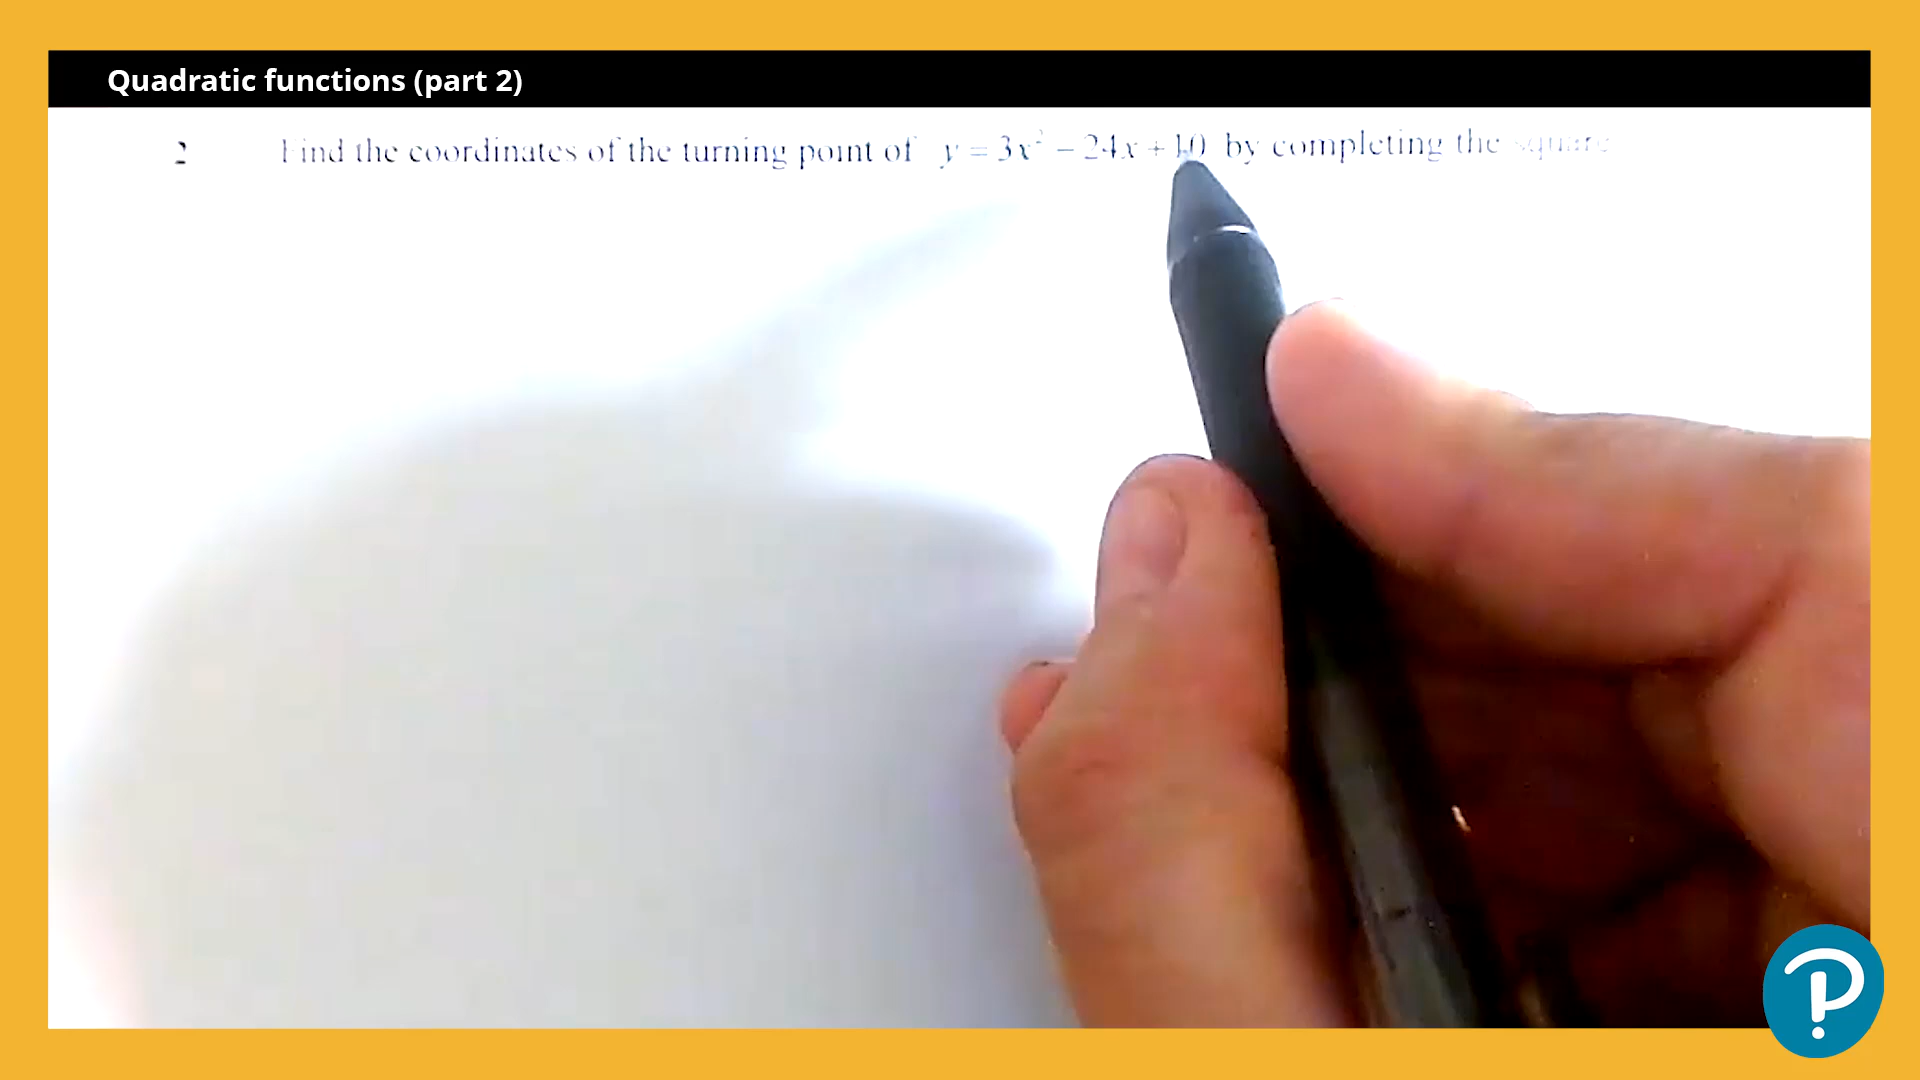 Quadratic functions (part 2)
2 Find the coordinates of the turning point of y = 3x² − 24x + 10 by completing the square
P